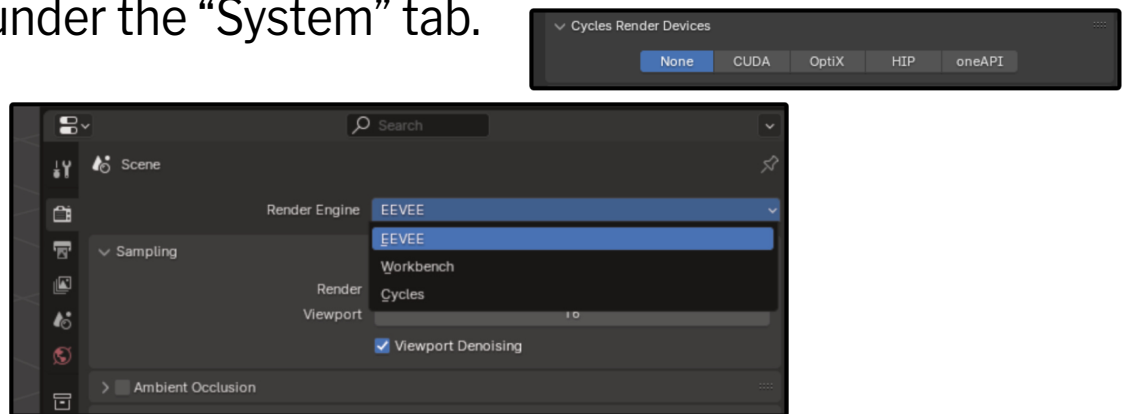 under the “System” tab.
Cycles Render Devices
None CUDA OptiX HIP oneAPI
Search
Scene
Render Engine EEVEE
EEVEE
Sampling
Workbench
Render
Cycles
Viewport 16
Viewport Denoising
Ambient Occlusion